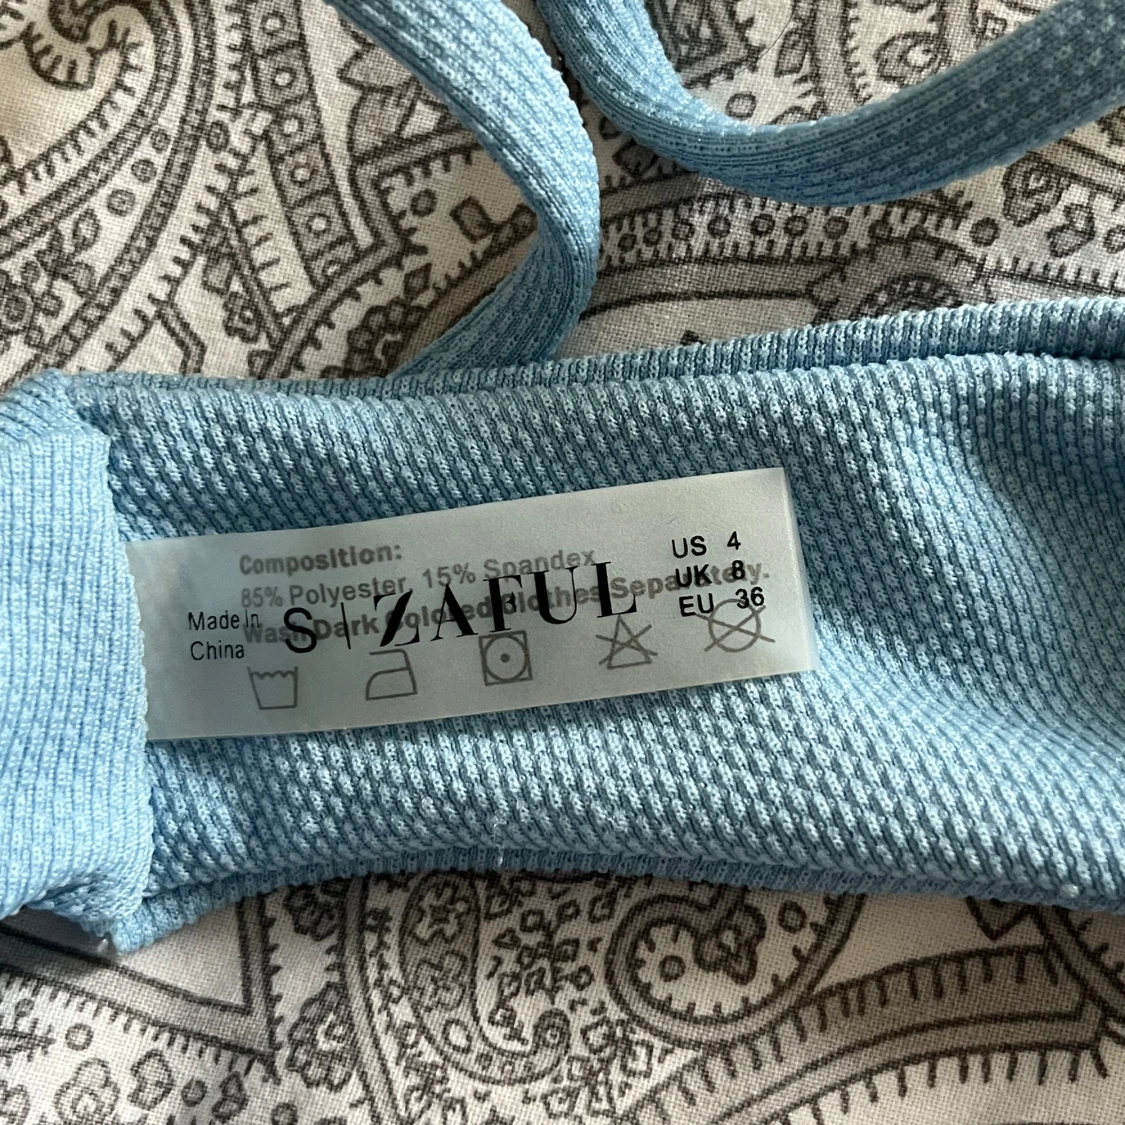 Composition:
85% Polyester, 15% Spandex
Wash Dark Colored Clothes Separately.
Made In
China
S | ZAFUL
US 4
UK 8
EU 36